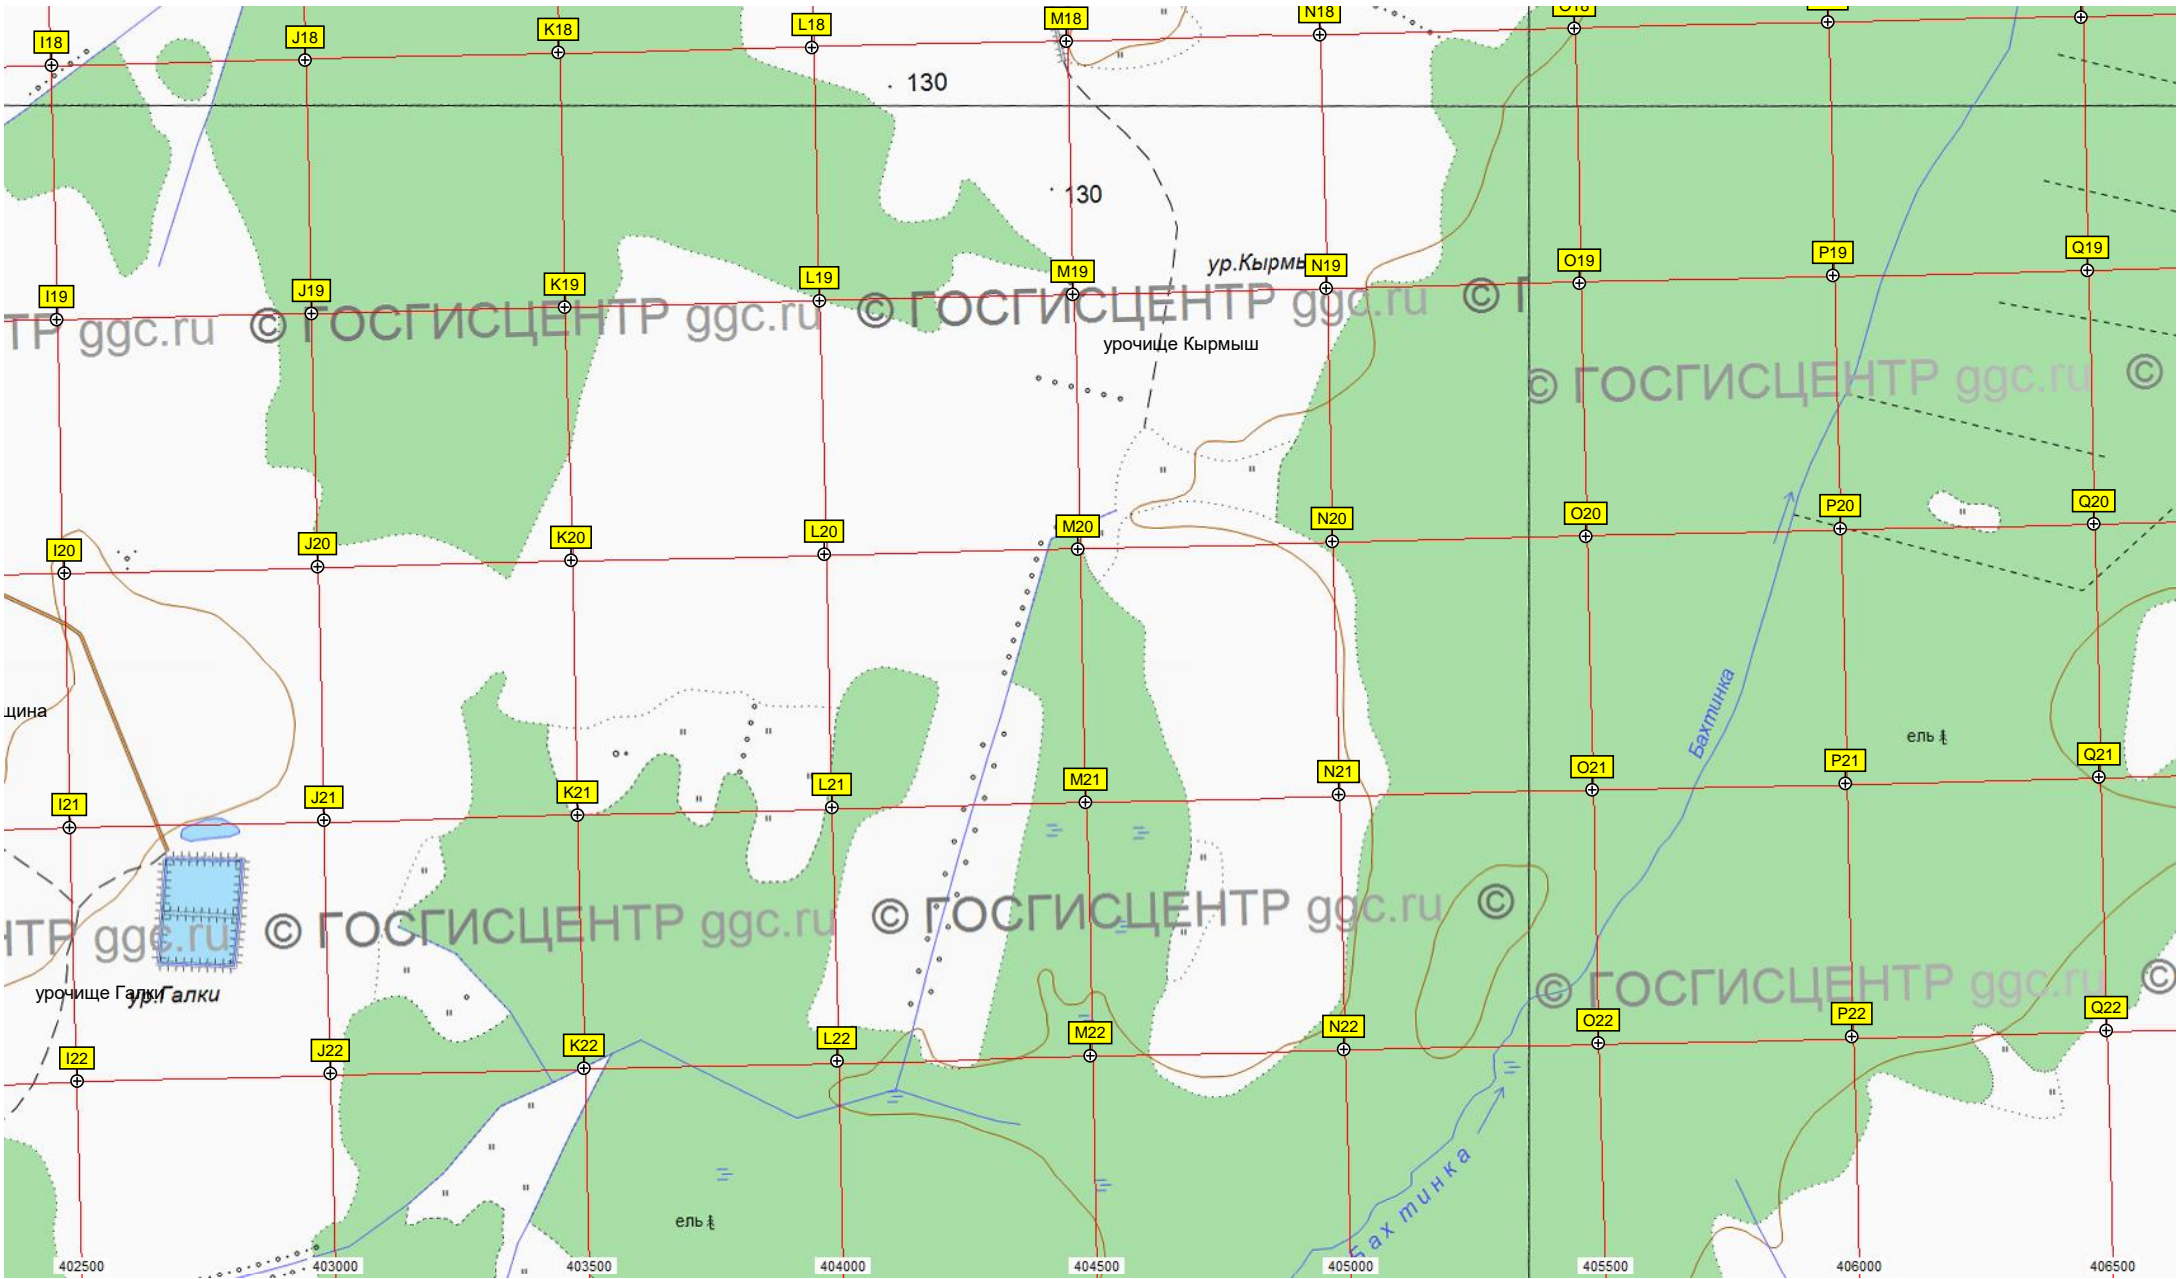 I18
J18
K18
L18
M18
N18
O18
130
130
ур.Кырмы
I19
J19
K19
L19
M19
N19
O19
P19
Q19
ТР ggc.ru © ГОСГИСЦЕНТР ggc.ru © ГОСГИСЦЕНТР ggc.ru © Г
урочище Кырмыш
© ГОСГИСЦЕНТР ggc.ru ©
I20
J20
K20
L20
M20
N20
O20
P20
Q20
щина
Бахтинка
ель
I21
J21
K21
L21
M21
N21
O21
P21
Q21
НТР ggc.ru © ГОСГИСЦЕНТР ggc.ru © ГОСГИСЦЕНТР ggc.ru ©
© ГОСГИСЦЕНТР ggc.ru ©
урочище Галки
ур.Галки
I22
J22
K22
L22
M22
N22
O22
P22
Q22
Бахтинка
ель
402500
403000
403500
404000
404500
405000
405500
406000
406500